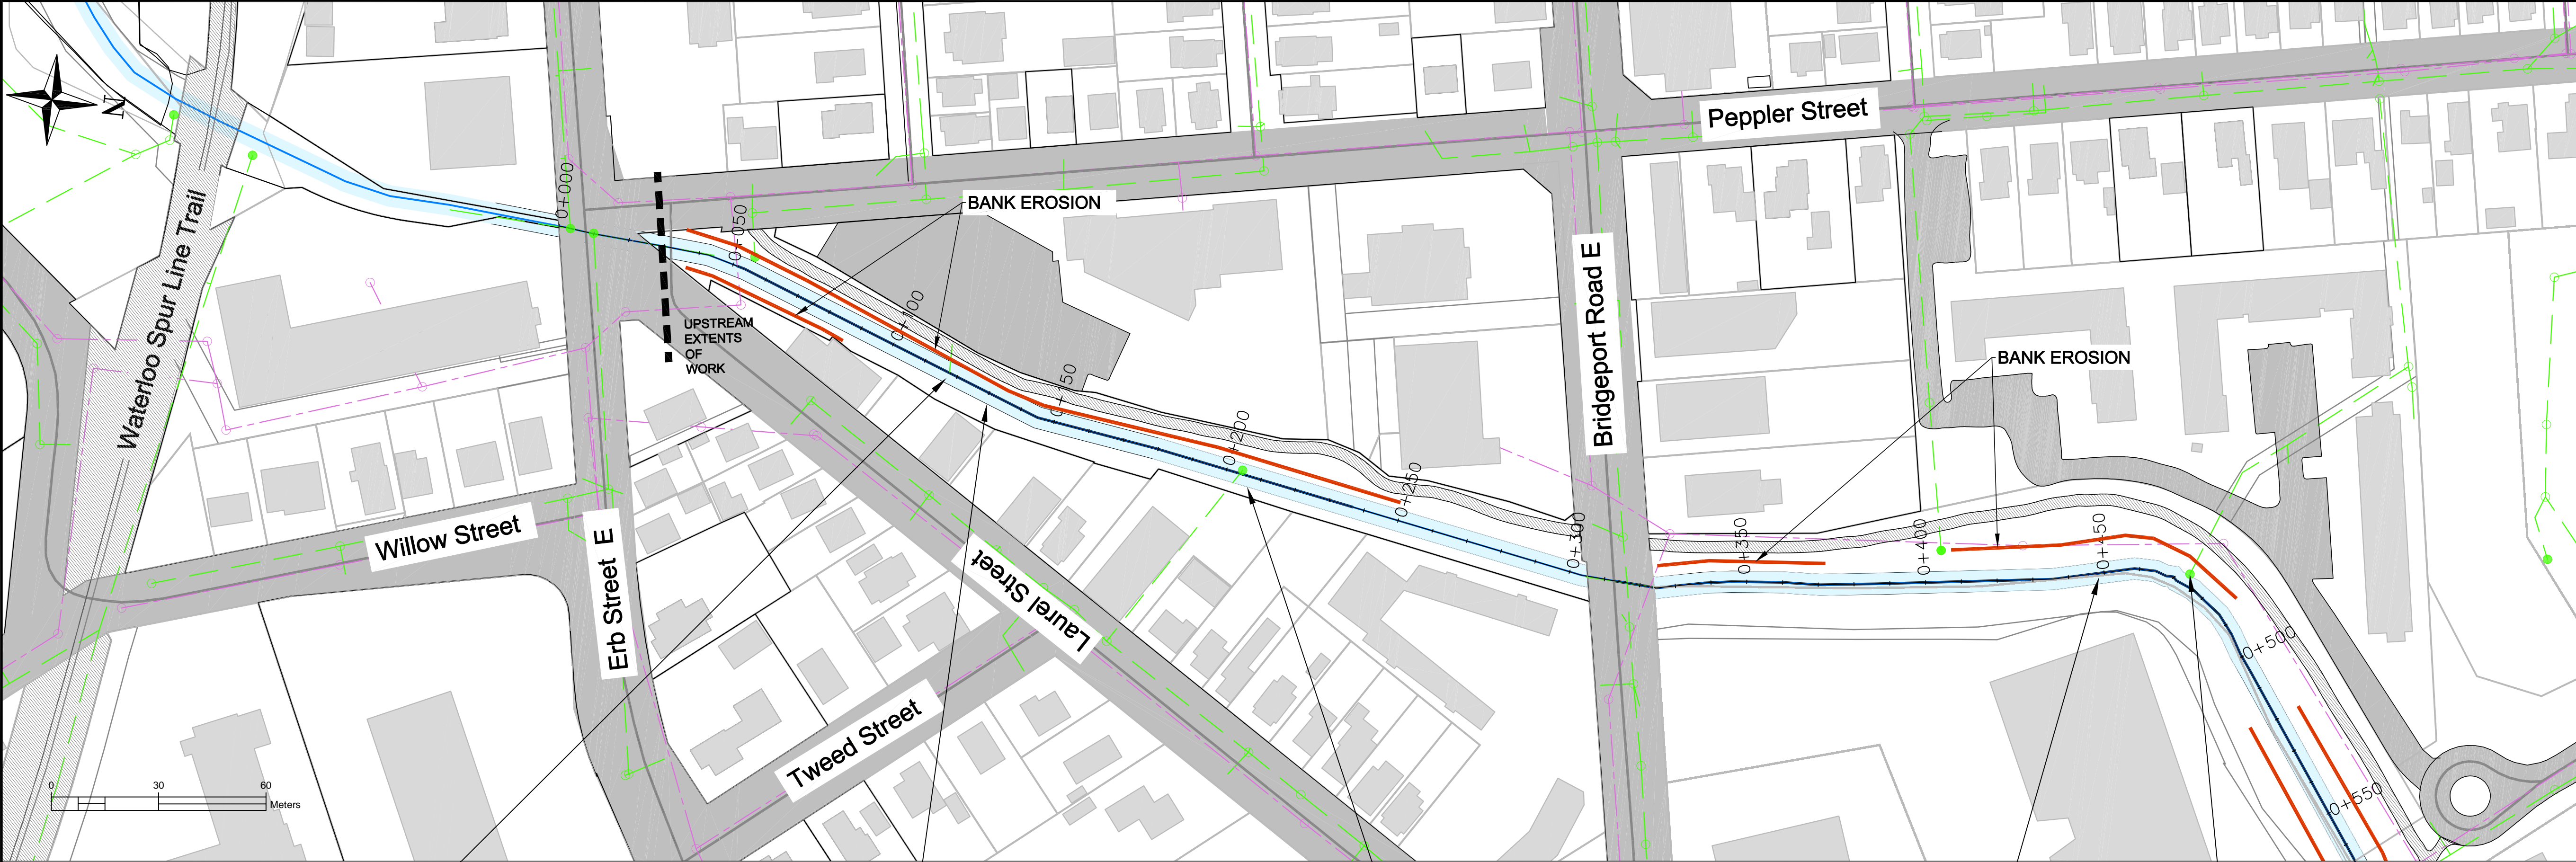 Peppler Street
N
0+000
Waterloo Spur Line Trail
BANK EROSION
0+050
UPSTREAM
EXTENTS
OF
WORK
0+100
0+150
0+200
0+250
0+300
Bridgeport Road E
BANK EROSION
0+350
0+400
0+450
0+500
0+550
Willow Street
Erb Street E
Laurel Street
Tweed Street
0 30 60
Meters